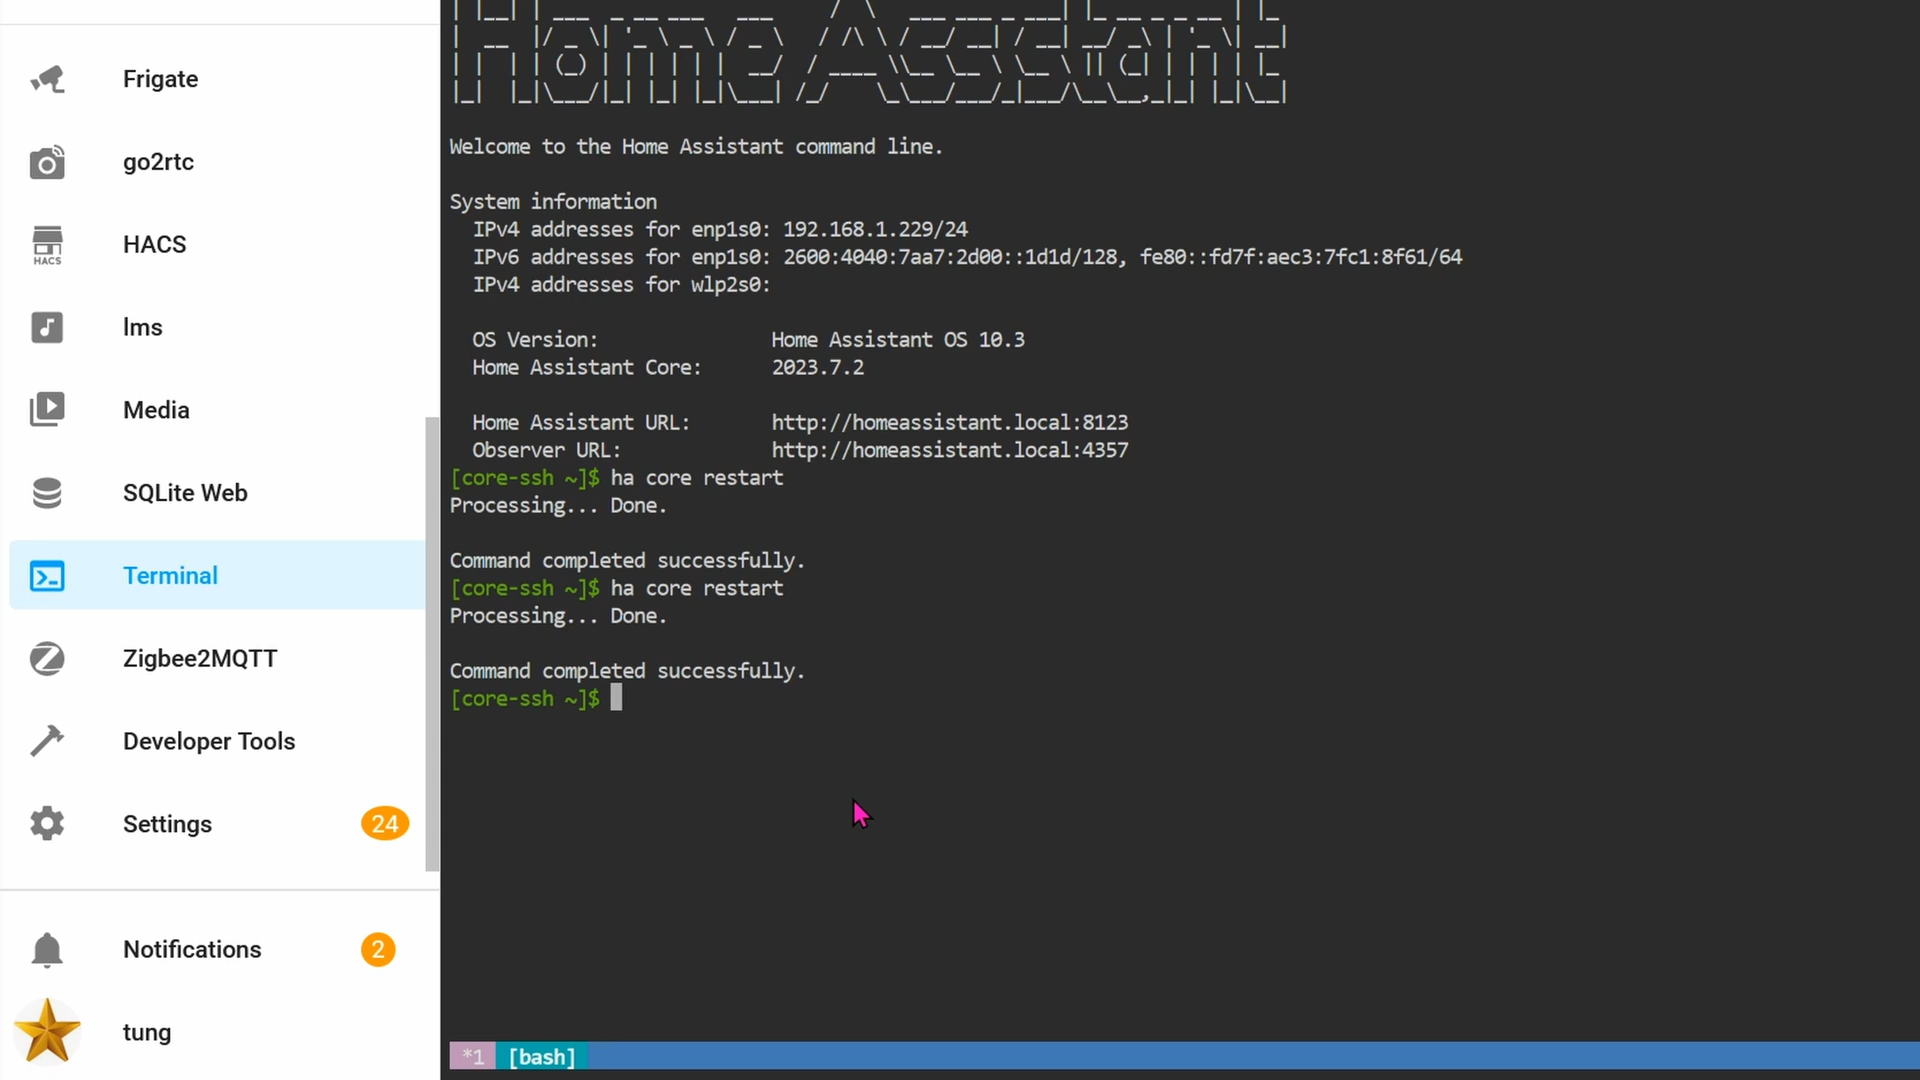 Frigate
go2rtc
HACS
HACS
lms
Media
SQLite Web
Terminal
Zigbee2MQTT
Developer Tools
Settings
24
Notifications
2
tung
Home Assistant
Welcome to the Home Assistant command line.
System information
IPv4 addresses for enp1s0: 192.168.1.229/24
IPv6 addresses for enp1s0: 2600:4040:7aa7:2d00::1d1d/128, fe80::fd7f:aec3:7fc1:8f61/64
IPv4 addresses for wlp2s0:
OS Version: Home Assistant OS 10.3
Home Assistant Core: 2023.7.2
Home Assistant URL: http://homeassistant.local:8123
Observer URL: http://homeassistant.local:4357
[core-ssh ~]$ ha core restart
Processing... Done.
Command completed successfully.
[core-ssh ~]$ ha core restart
Processing... Done.
Command completed successfully.
[core-ssh ~]$
*1 [bash]